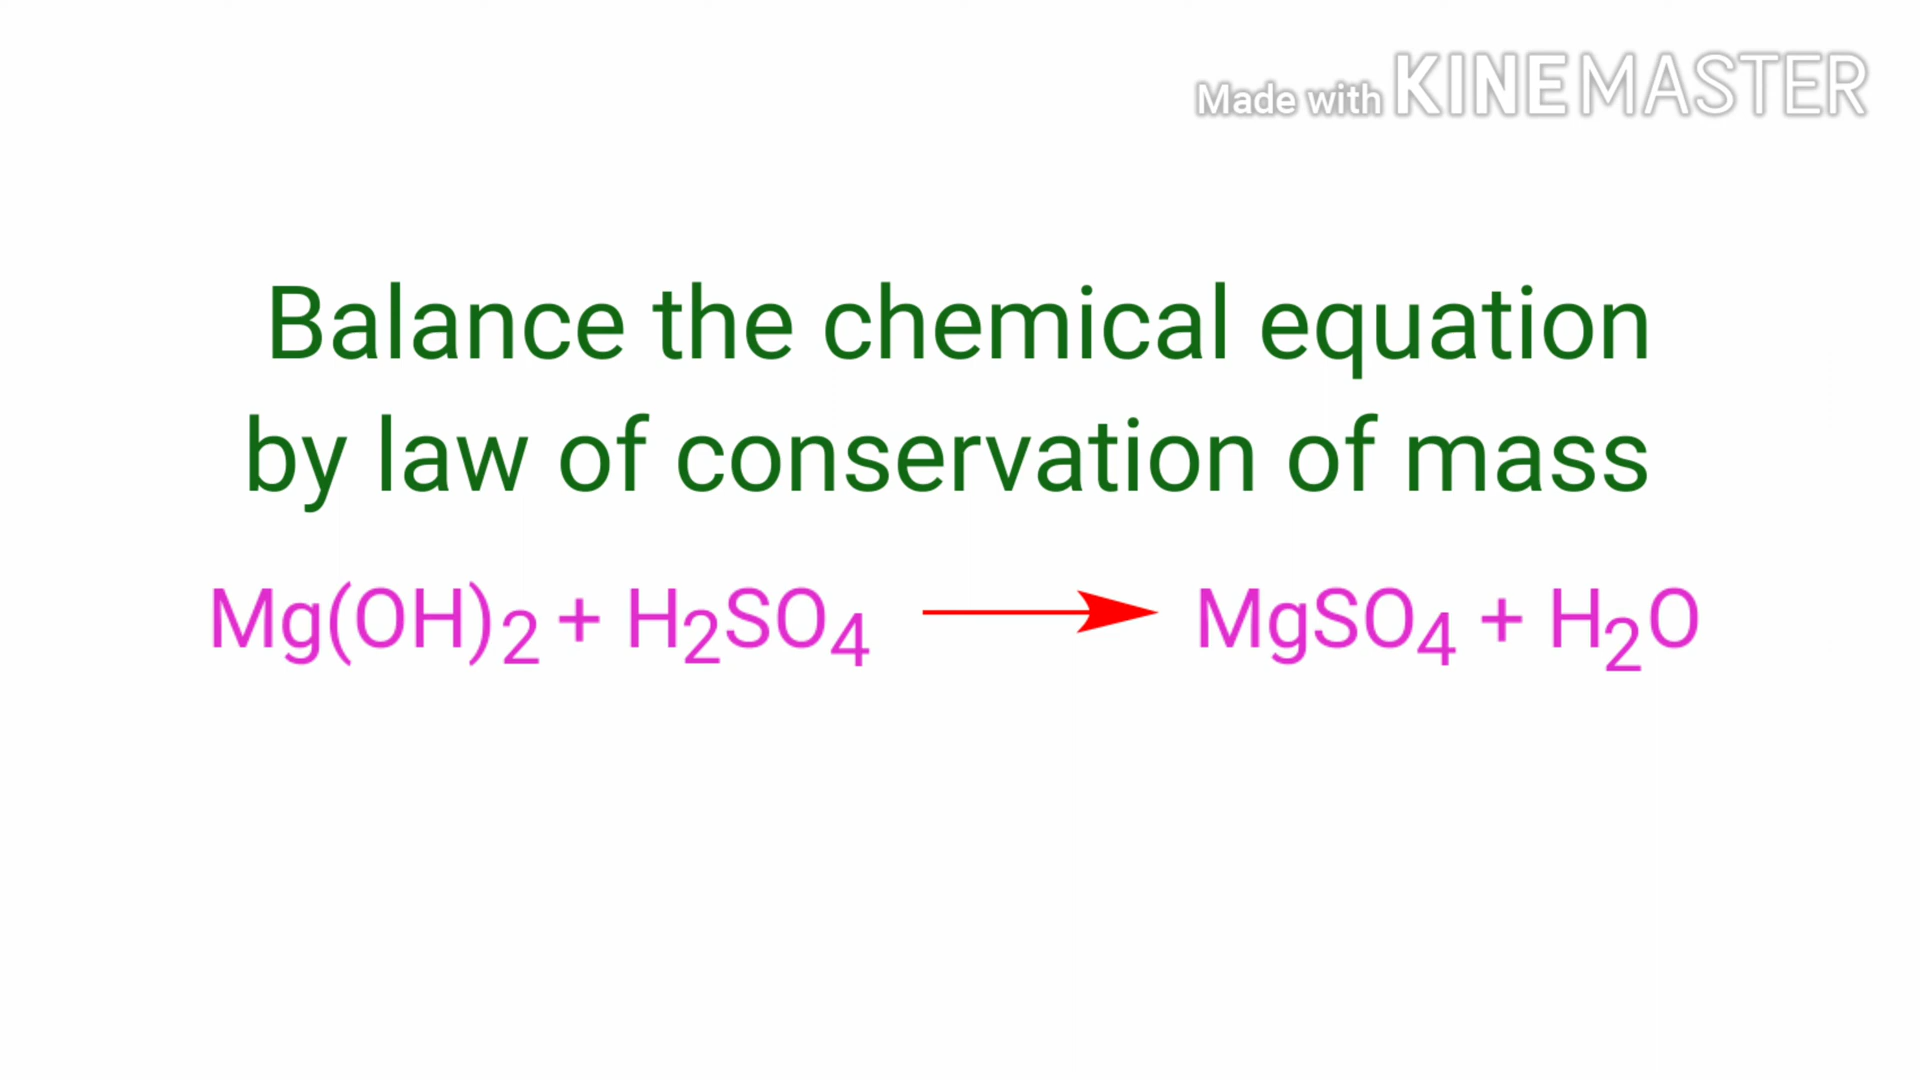 Made with KINEMASTER
Balance the chemical equation
by law of conservation of mass
Mg(OH)2 + H2SO4 → MgSO4 + H2O